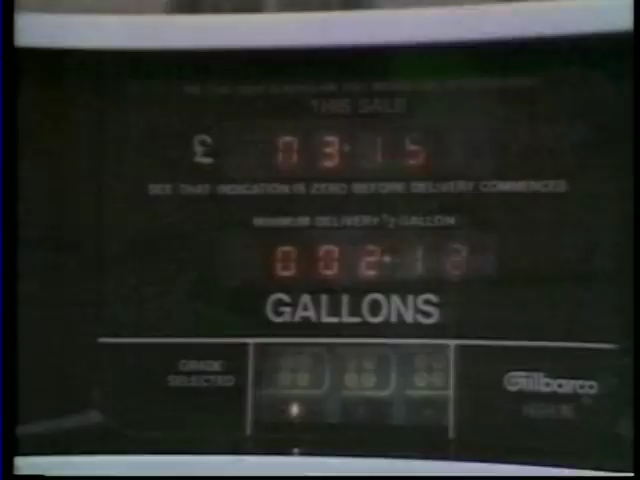 THIS SALE
£ 03.15
SEE THAT INDICATION IS ZERO BEFORE DELIVERY COMMENCES
MINIMUM DELIVERY ½ GALLON
002.12
GALLONS
GRADE
SELECTED
Gilbarco